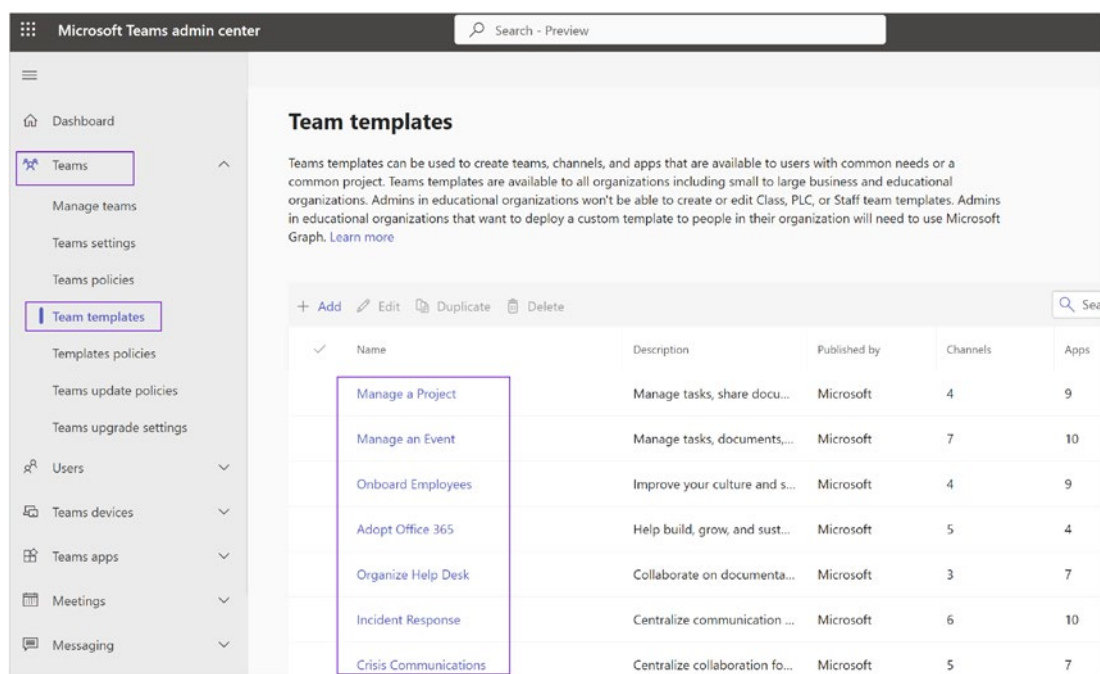 Microsoft Teams admin center
Search - Preview
Dashboard
Teams
Manage teams
Teams settings
Teams policies
Team templates
Templates policies
Teams update policies
Teams upgrade settings
Users
Teams devices
Teams apps
Meetings
Messaging
Team templates
Teams templates can be used to create teams, channels, and apps that are available to users with common needs or a
common project. Teams templates are available to all organizations including small to large business and educational
organizations. Admins in educational organizations won't be able to create or edit Class, PLC, or Staff team templates. Admins
in educational organizations that want to deploy a custom template to people in their organization will need to use Microsoft
Graph. Learn more
+ Add Edit Duplicate Delete Sea
Name Description Published by Channels Apps
Manage a Project Manage tasks, share docu... Microsoft 4 9
Manage an Event Manage tasks, documents,... Microsoft 7 10
Onboard Employees Improve your culture and s... Microsoft 4 9
Adopt Office 365 Help build, grow, and sust... Microsoft 5 4
Organize Help Desk Collaborate on documenta... Microsoft 3 7
Incident Response Centralize communication ... Microsoft 6 10
Crisis Communications Centralize collaboration fo... Microsoft 5 7